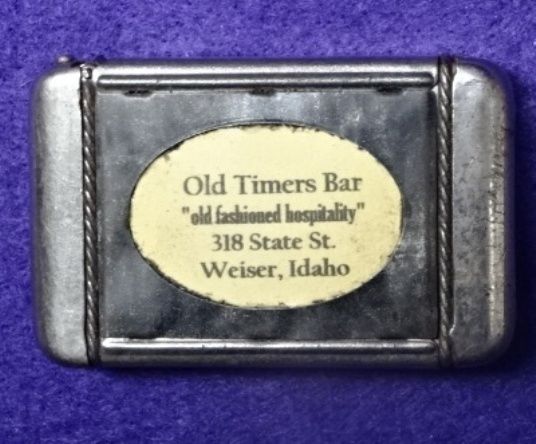 Old Timers Bar
"old fashioned hospitality"
318 State St.
Weiser, Idaho